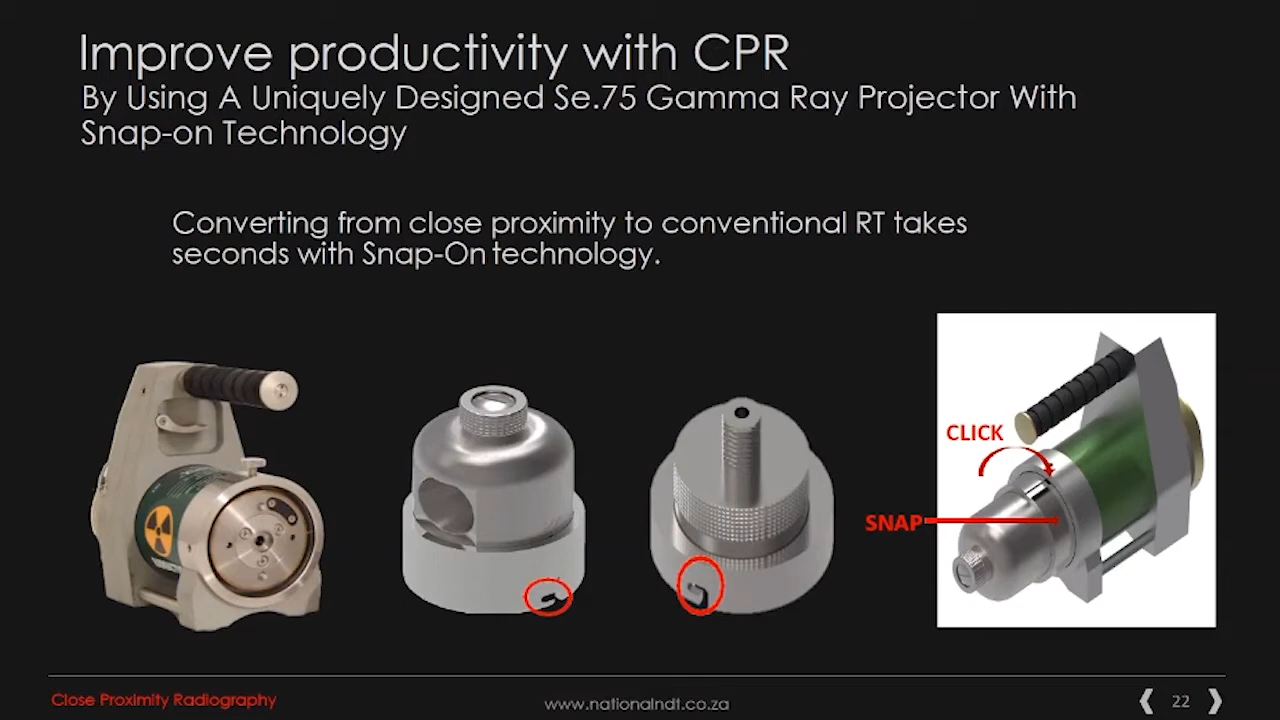 Improve productivity with CPR
By Using A Uniquely Designed Se.75 Gamma Ray Projector With
Snap-on Technology
Converting from close proximity to conventional RT takes
seconds with Snap-On technology.
CLICK
SNAP
Close Proximity Radiography
www.nationalndt.co.za
22